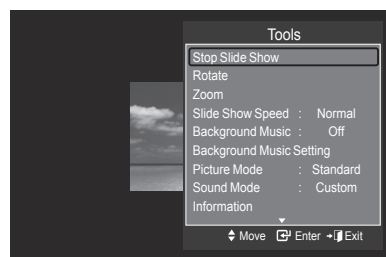 Tools
Stop Slide Show
Rotate
Zoom
Slide Show Speed : Normal
Background Music : Off
Background Music Setting
Picture Mode : Standard
Sound Mode : Custom
Information
Move Enter Exit